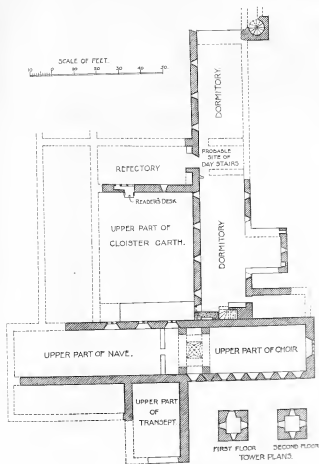 SCALE OF FEET.
10 0 10 20 30 40 50
DORMITORY
PROBABLE
SITE OF
DAY STAIRS
REFECTORY
READER'S DESK
UPPER PART OF
CLOISTER GARTH.
DORMITORY
UPPER PART OF NAVE.
UPPER PART OF CHOIR
UPPER PART
OF
TRANSEPT.
FIRST FLOOR
SECOND FLOOR
TOWER PLANS.